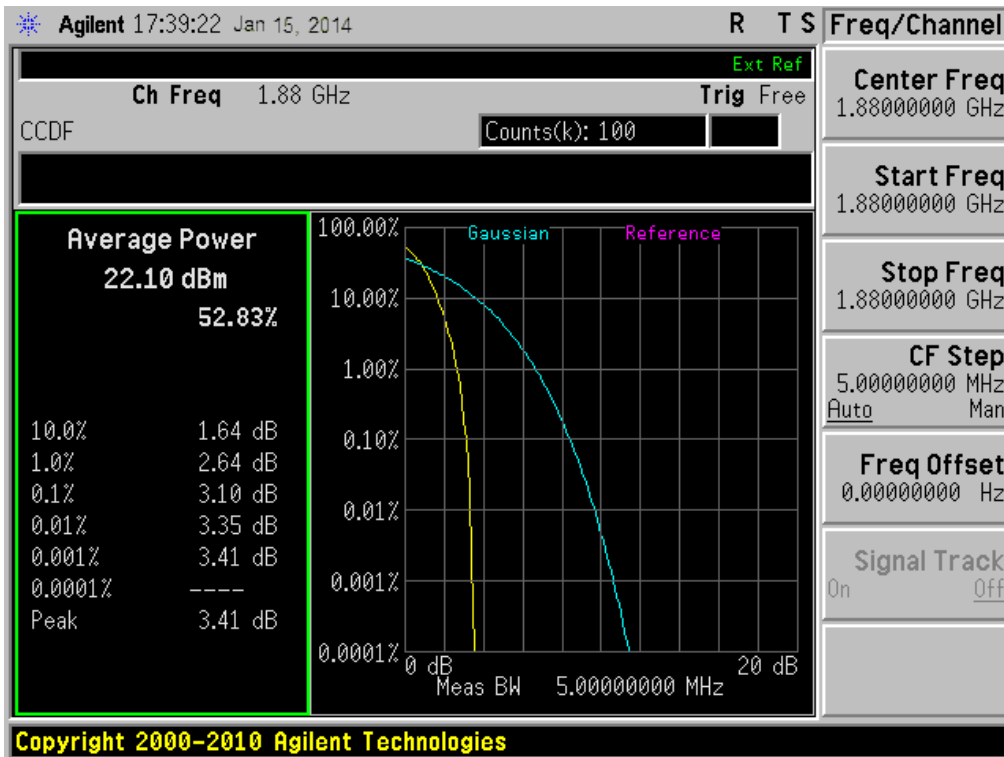 Agilent 17:39:22 Jan 15, 2014 R T S
Ext Ref
Ch Freq 1.88 GHz Trig Free
CCDF Counts(k): 100
Average Power
22.10 dBm
52.83%
10.0% 1.64 dB
1.0% 2.64 dB
0.1% 3.10 dB
0.01% 3.35 dB
0.001% 3.41 dB
0.0001% ----
Peak 3.41 dB
Gaussian Reference
100.00%
10.00%
1.00%
0.10%
0.01%
0.001%
0.0001%
0 dB 20 dB
Meas BW 5.00000000 MHz
Freq/Channel
Center Freq
1.88000000 GHz
Start Freq
1.88000000 GHz
Stop Freq
1.88000000 GHz
CF Step
5.00000000 MHz
Auto Man
Freq Offset
0.00000000 Hz
Signal Track
On Off
Copyright 2000-2010 Agilent Technologies